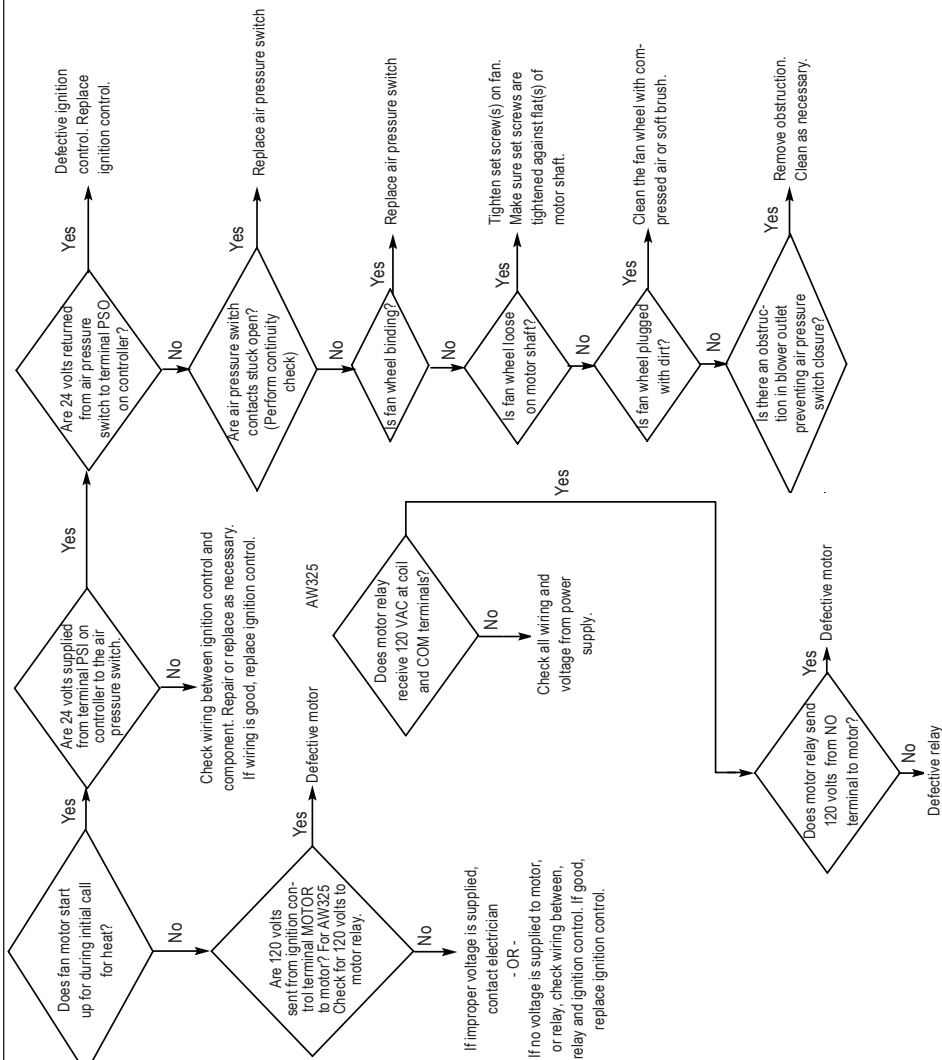 Does fan motor start
up for during initial call
for heat?
Yes
No
Are 24 volts supplied
from terminal PSI on
controller to the air
pressure switch.
Yes
No
Check wiring between ignition control and
component. Repair or replace as necessary.
If wiring is good, replace ignition control.
Are 24 volts returned
from air pressure
switch to terminal PSO
on controller?
Yes
Defective ignition
control. Replace
ignition control.
No
Are air pressure switch
contacts stuck open?
(Perform continuity
check)
Yes
Replace air pressure switch
No
Is fan wheel binding?
Yes
Replace air pressure switch
No
Is fan wheel loose
on motor shaft?
Yes
Tighten set screw(s) on fan.
Make sure set screws are
tightened against flat(s) of
motor shaft.
No
Is fan wheel plugged
with dirt?
Yes
Clean the fan wheel with com-
pressed air or soft brush.
No
Is there an obstruc-
tion in blower outlet
preventing air pressure
switch closure?
Yes
Remove obstruction.
Clean as necessary.
Are 120 volts
sent from ignition con-
trol terminal MOTOR
to motor? For AW325
Check for 120 volts to
motor relay.
Yes
Defective motor
No
If improper voltage is supplied,
contact electrician
- OR -
If no voltage is supplied to motor,
or relay, check wiring between,
relay and ignition control. If good,
replace ignition control.
AW325
Does motor relay
receive 120 VAC at coil
and COM terminals?
Yes
No
Check all wiring and
voltage from power
supply.
Does motor relay send
120 volts from NO
terminal to motor?
Yes
Defective motor
No
Defective relay